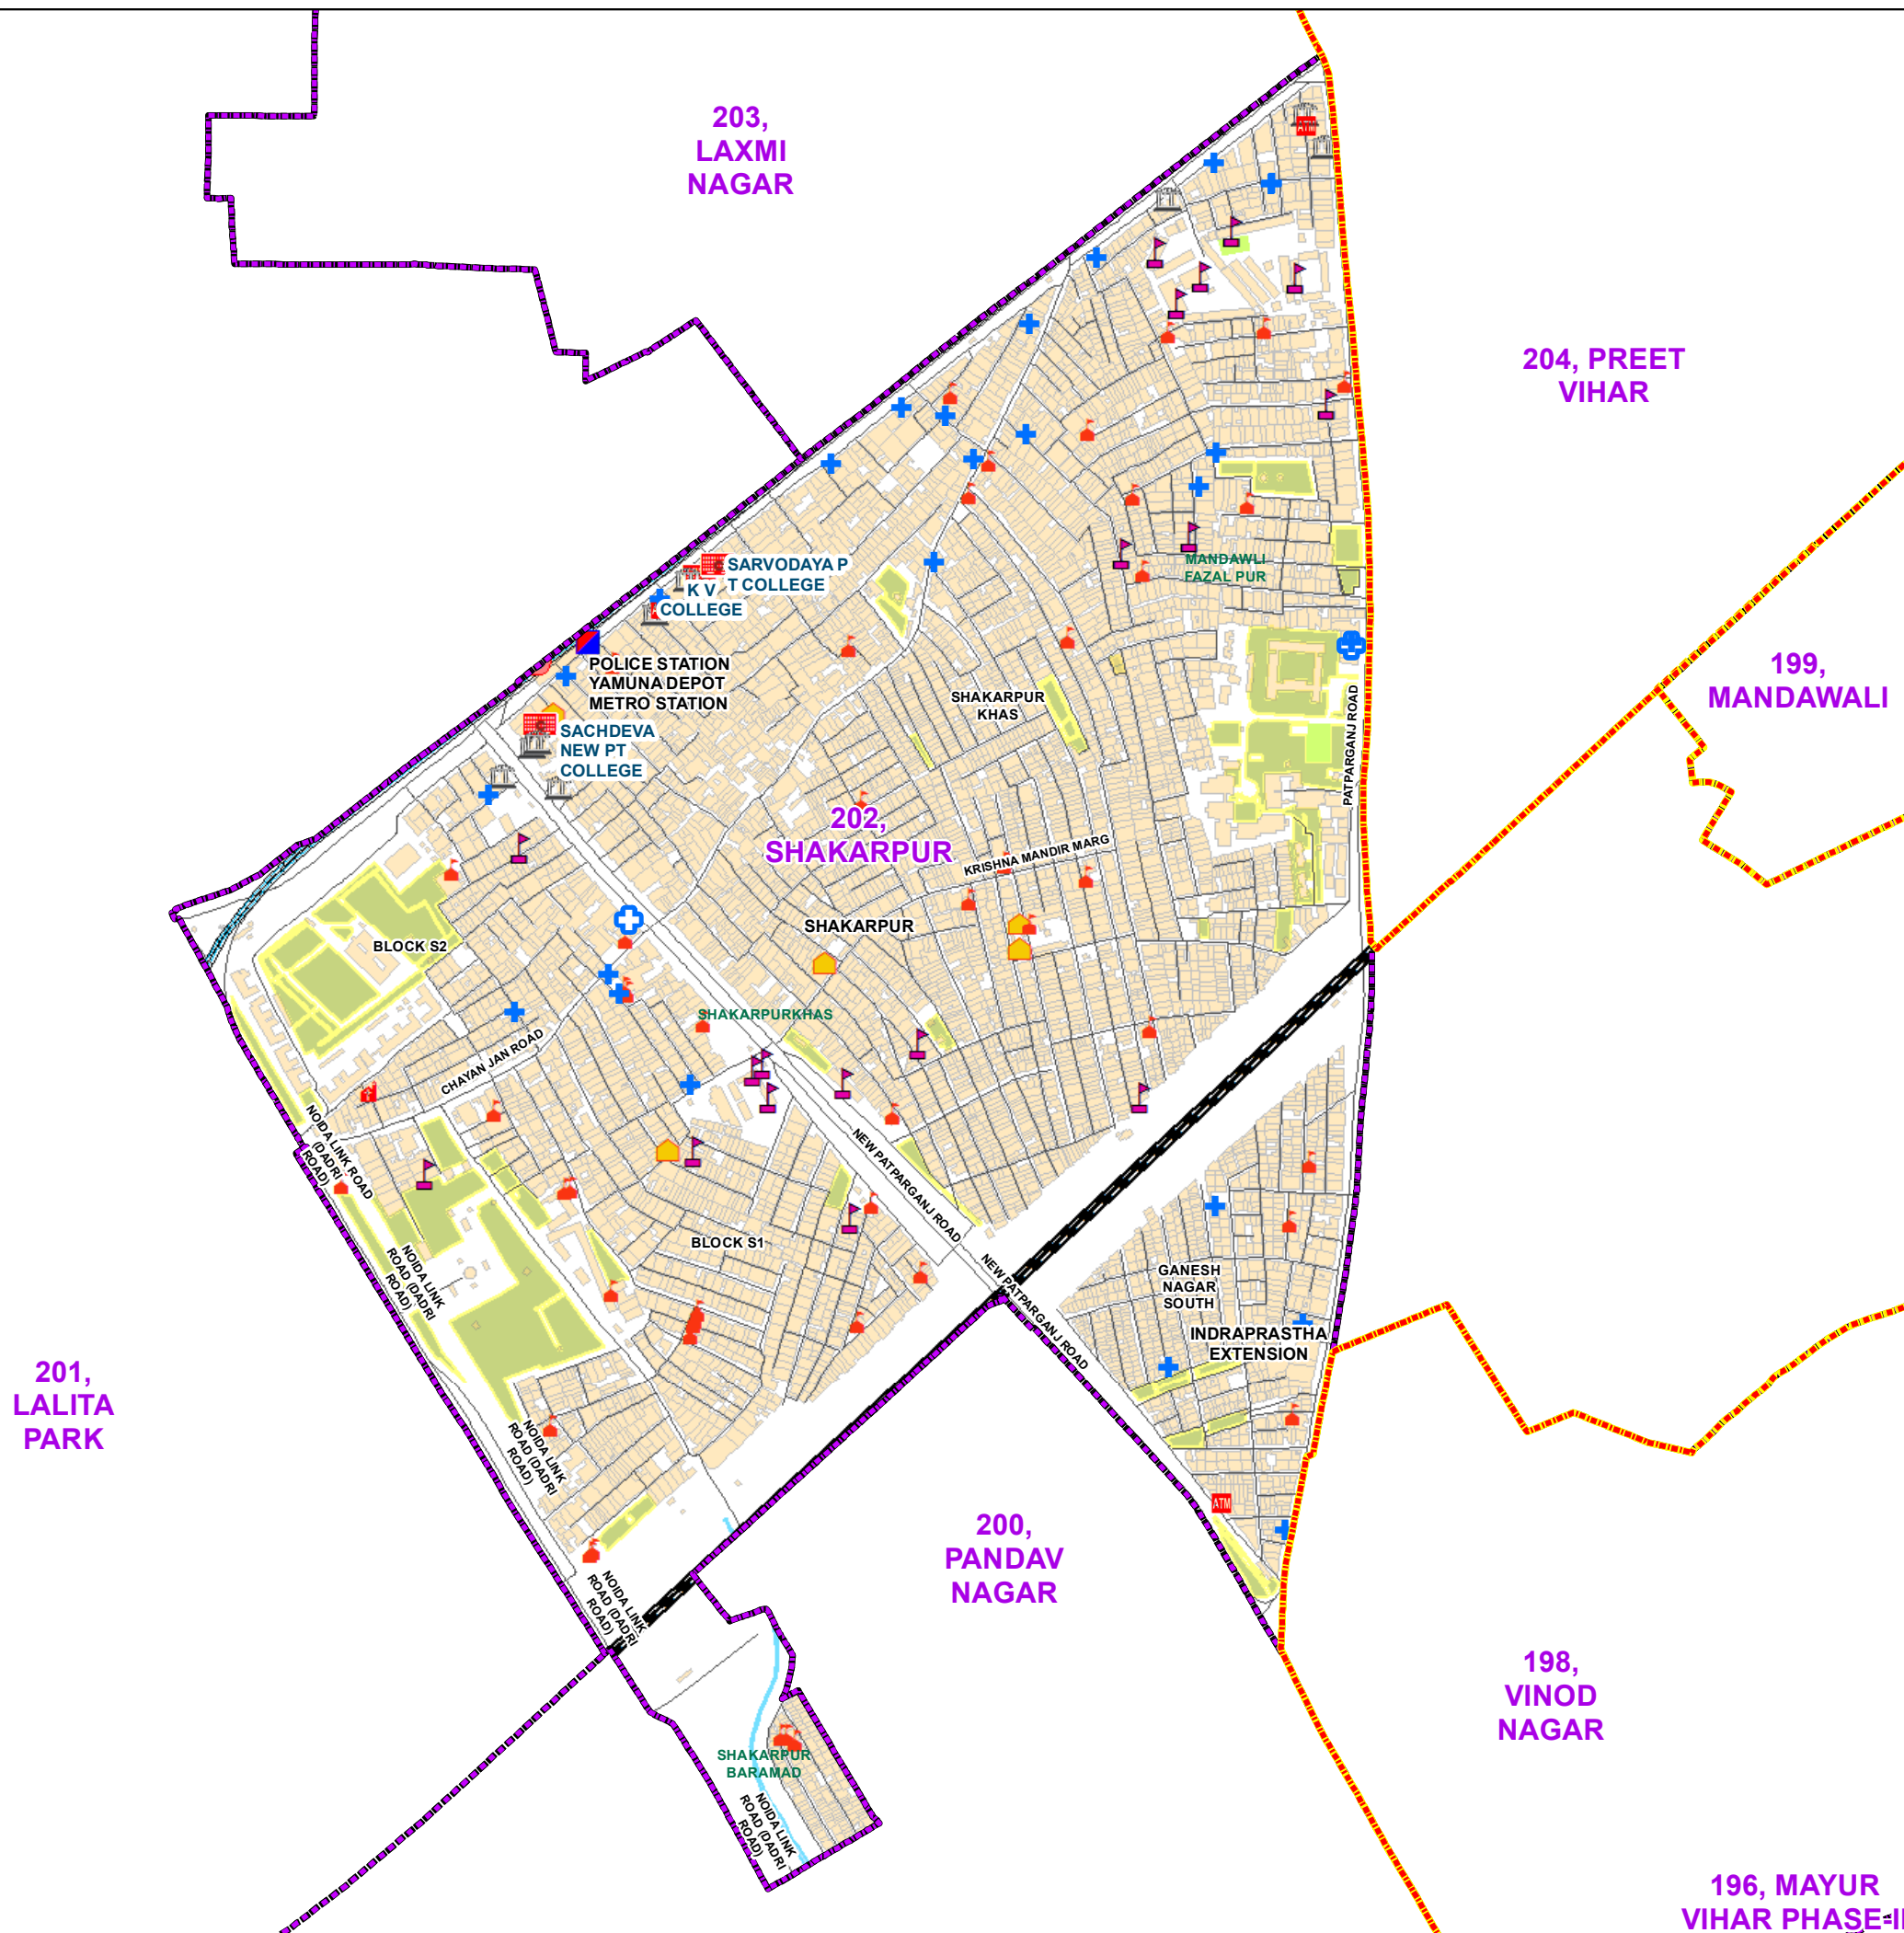 203,
LAXMI
NAGAR
ATM
204, PREET
VIHAR
SARVODAYA P
T COLLEGE
K V
COLLEGE
MANDAWLI
FAZAL PUR
POLICE STATION
YAMUNA DEPOT
METRO STATION
199,
MANDAWALI
SHAKARPUR
KHAS
PATPARGANJ ROAD
SACHDEVA
NEW PT
COLLEGE
202,
SHAKARPUR
KRISHNA MANDIR MARG
SHAKARPUR
BLOCK S2
SHAKARPURKHAS
CHAYAN JAN ROAD
NOIDA LINK ROAD
(DADRI
ROAD)
NEW PATPARGANJ ROAD
BLOCK S1
NOIDA LINK
ROAD (DADRI
ROAD)
NEW PATPARGANJ ROAD
GANESH
NAGAR
SOUTH
INDRAPRASTHA
EXTENSION
201,
LALITA
PARK
NOIDA LINK
ROAD (DADRI
ROAD)
ATM
200,
PANDAV
NAGAR
NOIDA LINK
ROAD (DADRI
ROAD)
198,
VINOD
NAGAR
SHAKARPUR
BARAMAD
NOIDA LINK
ROAD (DADRI
ROAD)
196, MAYUR
VIHAR PHASE-II